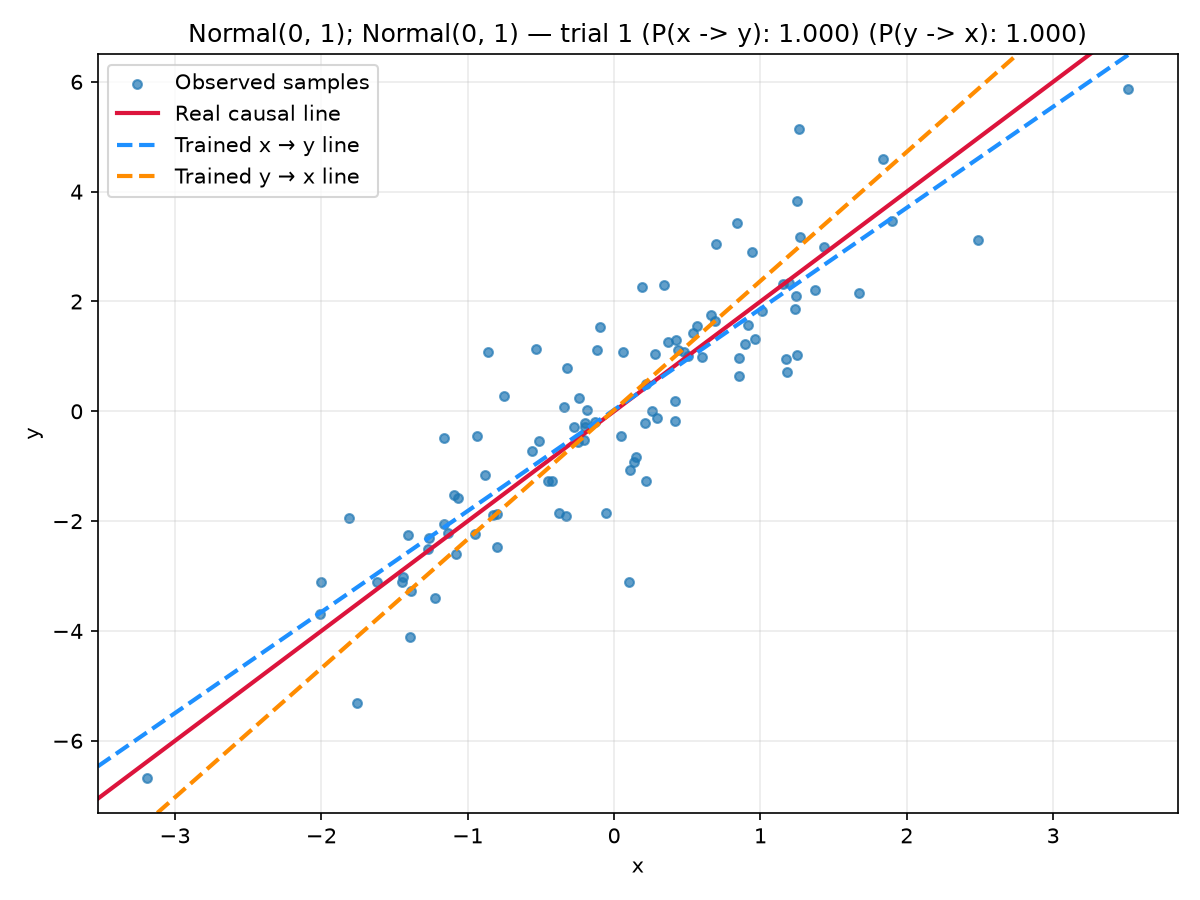 Normal(0, 1); Normal(0, 1) — trial 1 (P(x -> y): 1.000) (P(y -> x): 1.000)
Observed samples
Real causal line
Trained x → y line
Trained y → x line
6
4
2
0
−2
−4
−6
y
−3
−2
−1
0
1
2
3
x